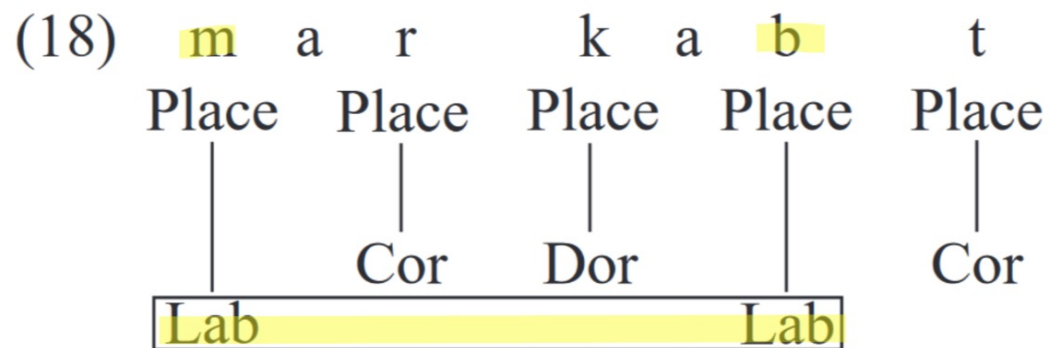 (18) m a r k a b t
Place Place Place Place Place
Cor Dor Cor
Lab Lab